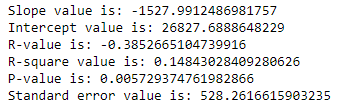 Slope value is: -1527.9912486981757
Intercept value is: 26827.6888648229
R-value is: -0.3852665104739916
R-square value is: 0.14843028409280626
P-value is: 0.005729374761982866
Standard error value is: 528.2616615903235